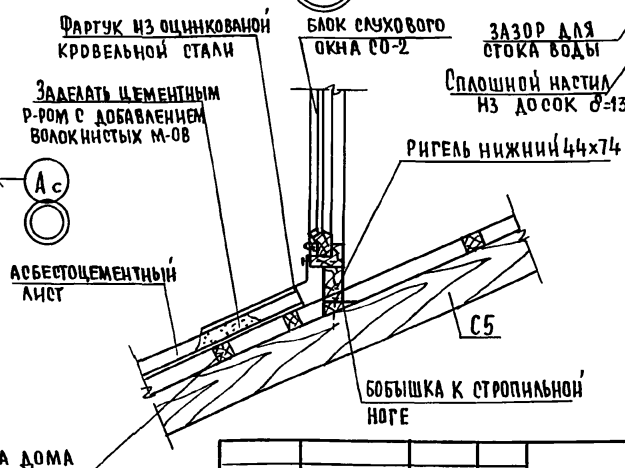 ФАРТУК ИЗ ОЦИНКОВАНОЙ
КРОВЕЛЬНОЙ СТАЛИ
БЛОК СЛУХОВОГО
ОКНА СО-2
ЗАЗОР ДЛЯ
СТОКА ВОДЫ
СПЛОШНОЙ НАСТИЛ
ИЗ ДОСОК δ=13
ЗАДЕЛАТЬ ЦЕМЕНТНЫМ
Р-РОМ С ДОБАВЛЕНИЕМ
ВОЛОКНИСТЫХ М-ОВ
РИГЕЛЬ НИЖНИЙ 44х74
Ас
АСБЕСТОЦЕМЕНТНЫЙ
ЛИСТ
С5
БОБЫШКА К СТРОПИЛЬНОЙ
НОГЕ
А ДОМА